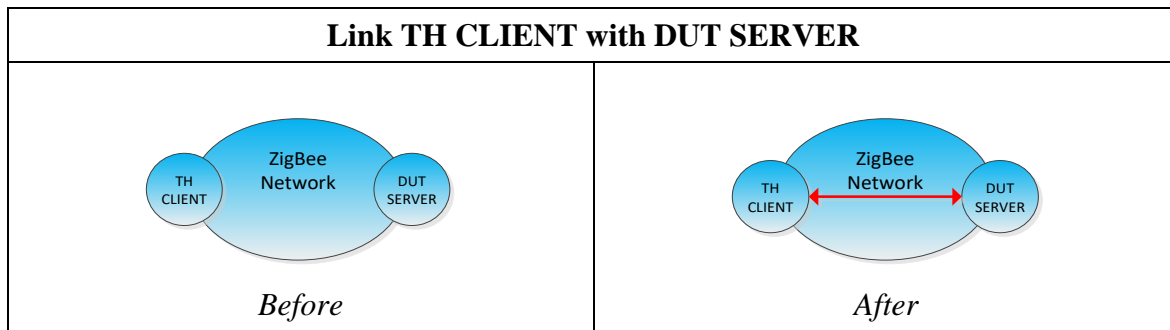 Link TH CLIENT with DUT SERVER
ZigBee
Network
TH
CLIENT
DUT
SERVER
Before
ZigBee
Network
TH
CLIENT
DUT
SERVER
After